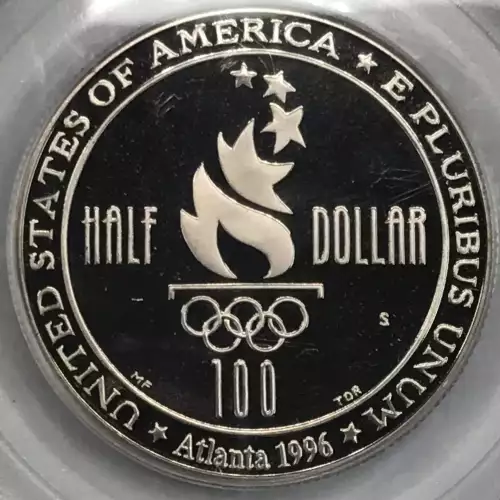 UNITED STATES OF AMERICA ★ E PLURIBUS UNUM ★
HALF DOLLAR
S
100
MF
TOR
Atlanta 1996